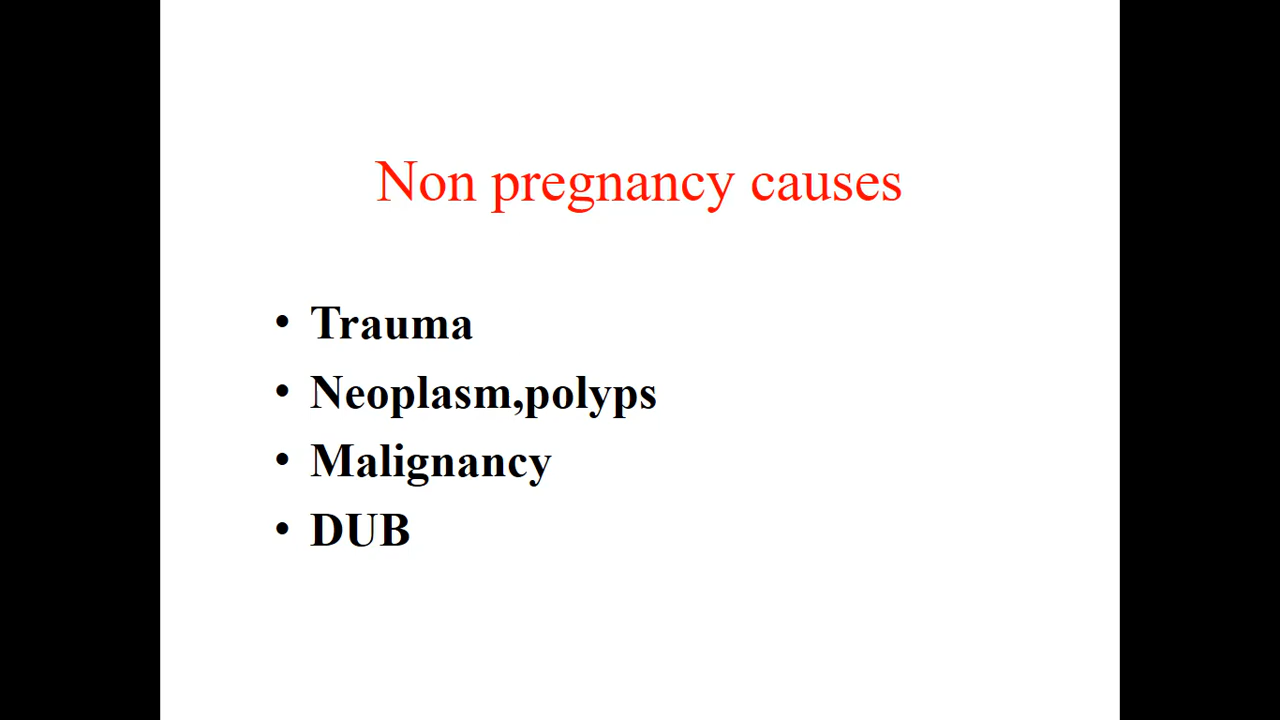 Non pregnancy causes
• Trauma
• Neoplasm,polyps
• Malignancy
• DUB